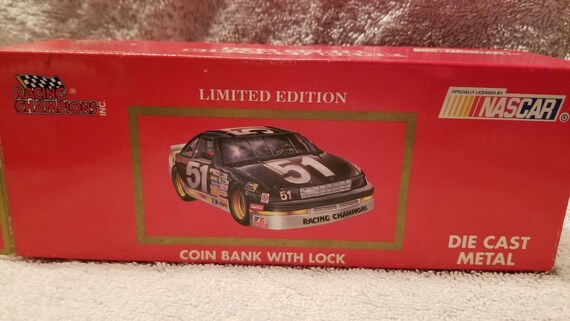 RACING
CHAMPIONS®
INC.
LIMITED EDITION
OFFICIALLY LICENSED BY
NASCAR®
51
51
51
RACING CHAMPIONS
COIN BANK WITH LOCK
DIE CAST
METAL